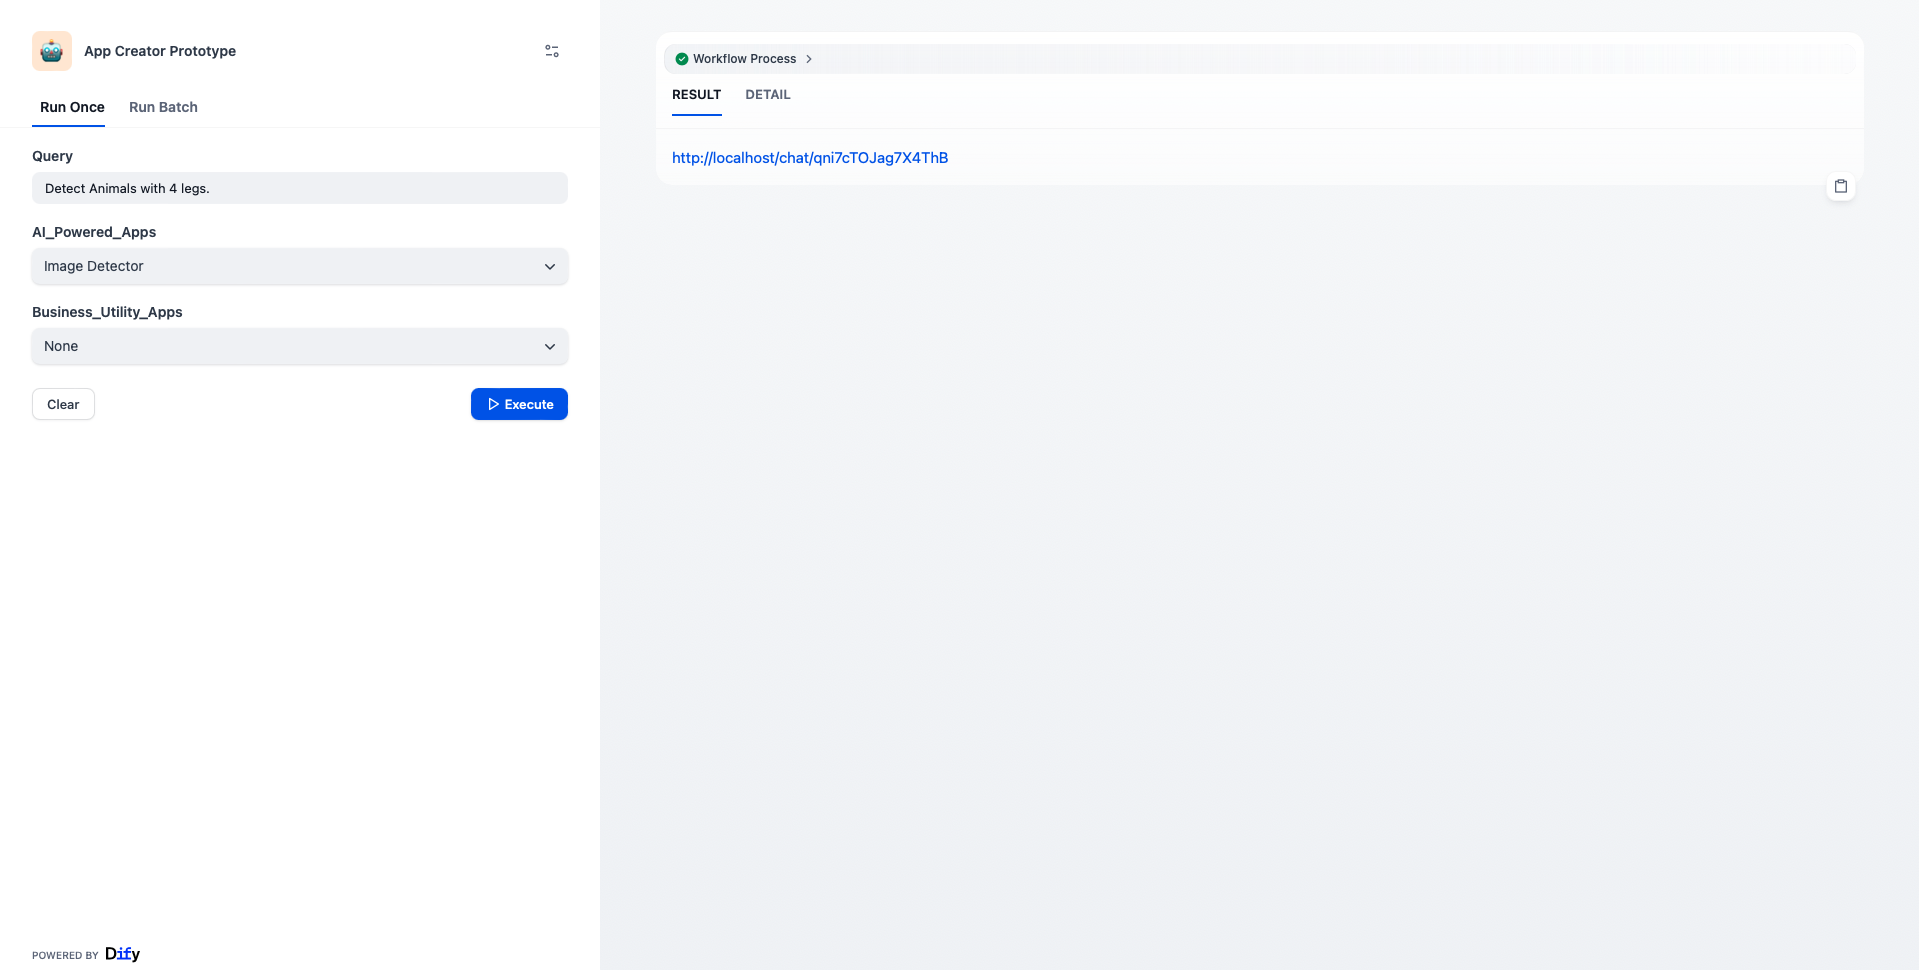 App Creator Prototype
Run Once
Run Batch
Query
Detect Animals with 4 legs.
AI_Powered_Apps
Image Detector
Business_Utility_Apps
None
Clear
Execute
POWERED BY Dify
Workflow Process
RESULT
DETAIL
http://localhost/chat/qni7cTOJag7X4ThB